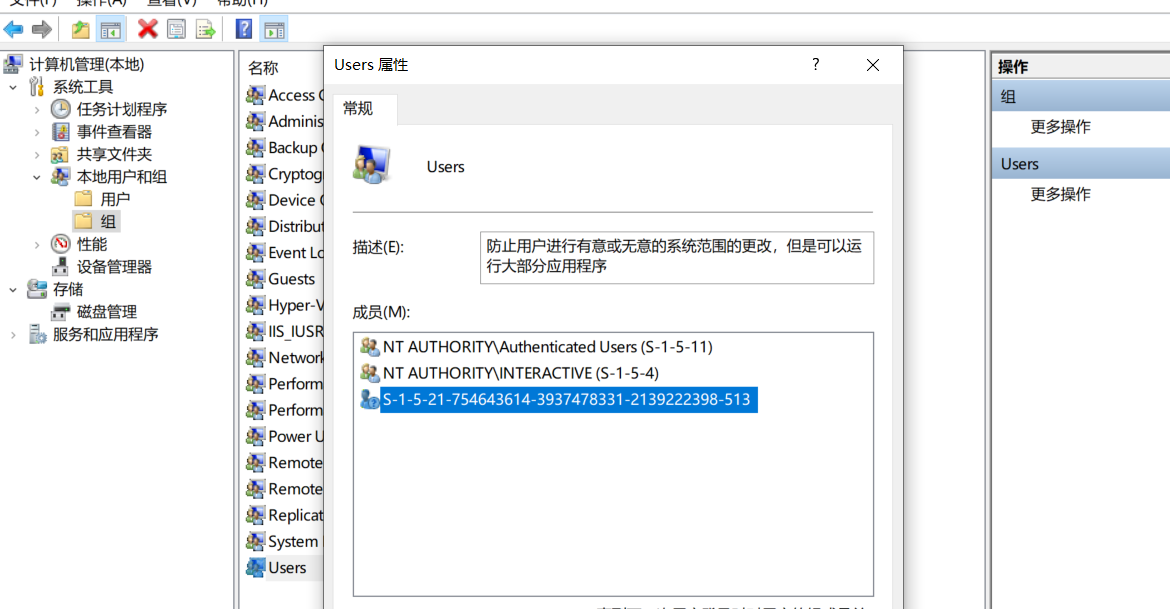 计算机管理(本地)
系统工具
任务计划程序
事件查看器
共享文件夹
本地用户和组
用户
组
性能
设备管理器
存储
磁盘管理
服务和应用程序
名称
Access
Adminis
Backup
Cryptog
Device
Distribut
Event Lo
Guests
Hyper-V
IIS_IUSR
Network
Perform
Perform
Power U
Remote
Remote
Replicat
System
Users
Users 属性
?
常规
Users
描述(E):
防止用户进行有意或无意的系统范围的更改，但是可以运
行大部分应用程序
成员(M):
NT AUTHORITY\Authenticated Users (S-1-5-11)
NT AUTHORITY\INTERACTIVE (S-1-5-4)
S-1-5-21-754643614-3937478331-2139222398-513
操作
组
更多操作
Users
更多操作